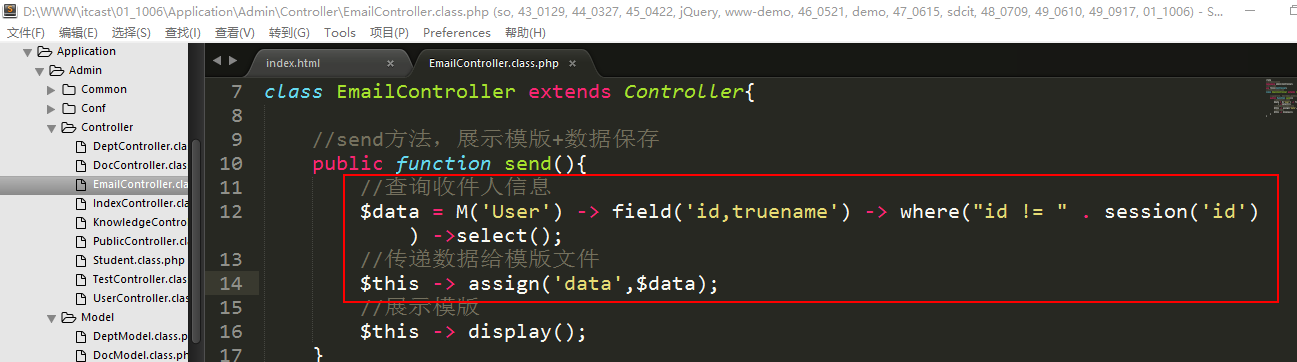 D:\WWW\itcast\01_1006\Application\Admin\Controller\EmailController.class.php (so, 43_0129, 44_0327, 45_0422, jQuery, www-demo, 46_0521, demo, 47_0615, sdcit, 48_0709, 49_0610, 49_0917, 01_1006) - S...
文件(F) 编辑(E) 选择(S) 查找(I) 查看(V) 转到(G) Tools 项目(P) Preferences 帮助(H)
Application
Admin
Common
Conf
Controller
DeptController.cla
DocController.class
EmailController.cla
IndexController.cla
KnowledgeContro
PublicController.cl
Student.class.php
TestController.clas
UserController.clas
Model
DeptModel.class.p
DocModel.class.ph
index.html × EmailController.class.php ×
7 class EmailController extends Controller{
8
9 //send方法，展示模版+数据保存
10 public function send(){
11 //查询收件人信息
12 $data = M('User') -> field('id,truename') -> where("id != " . session('id')
) ->select();
13 //传递数据给模版文件
14 $this -> assign('data',$data);
15 //展示模版
16 $this -> display();
17 }